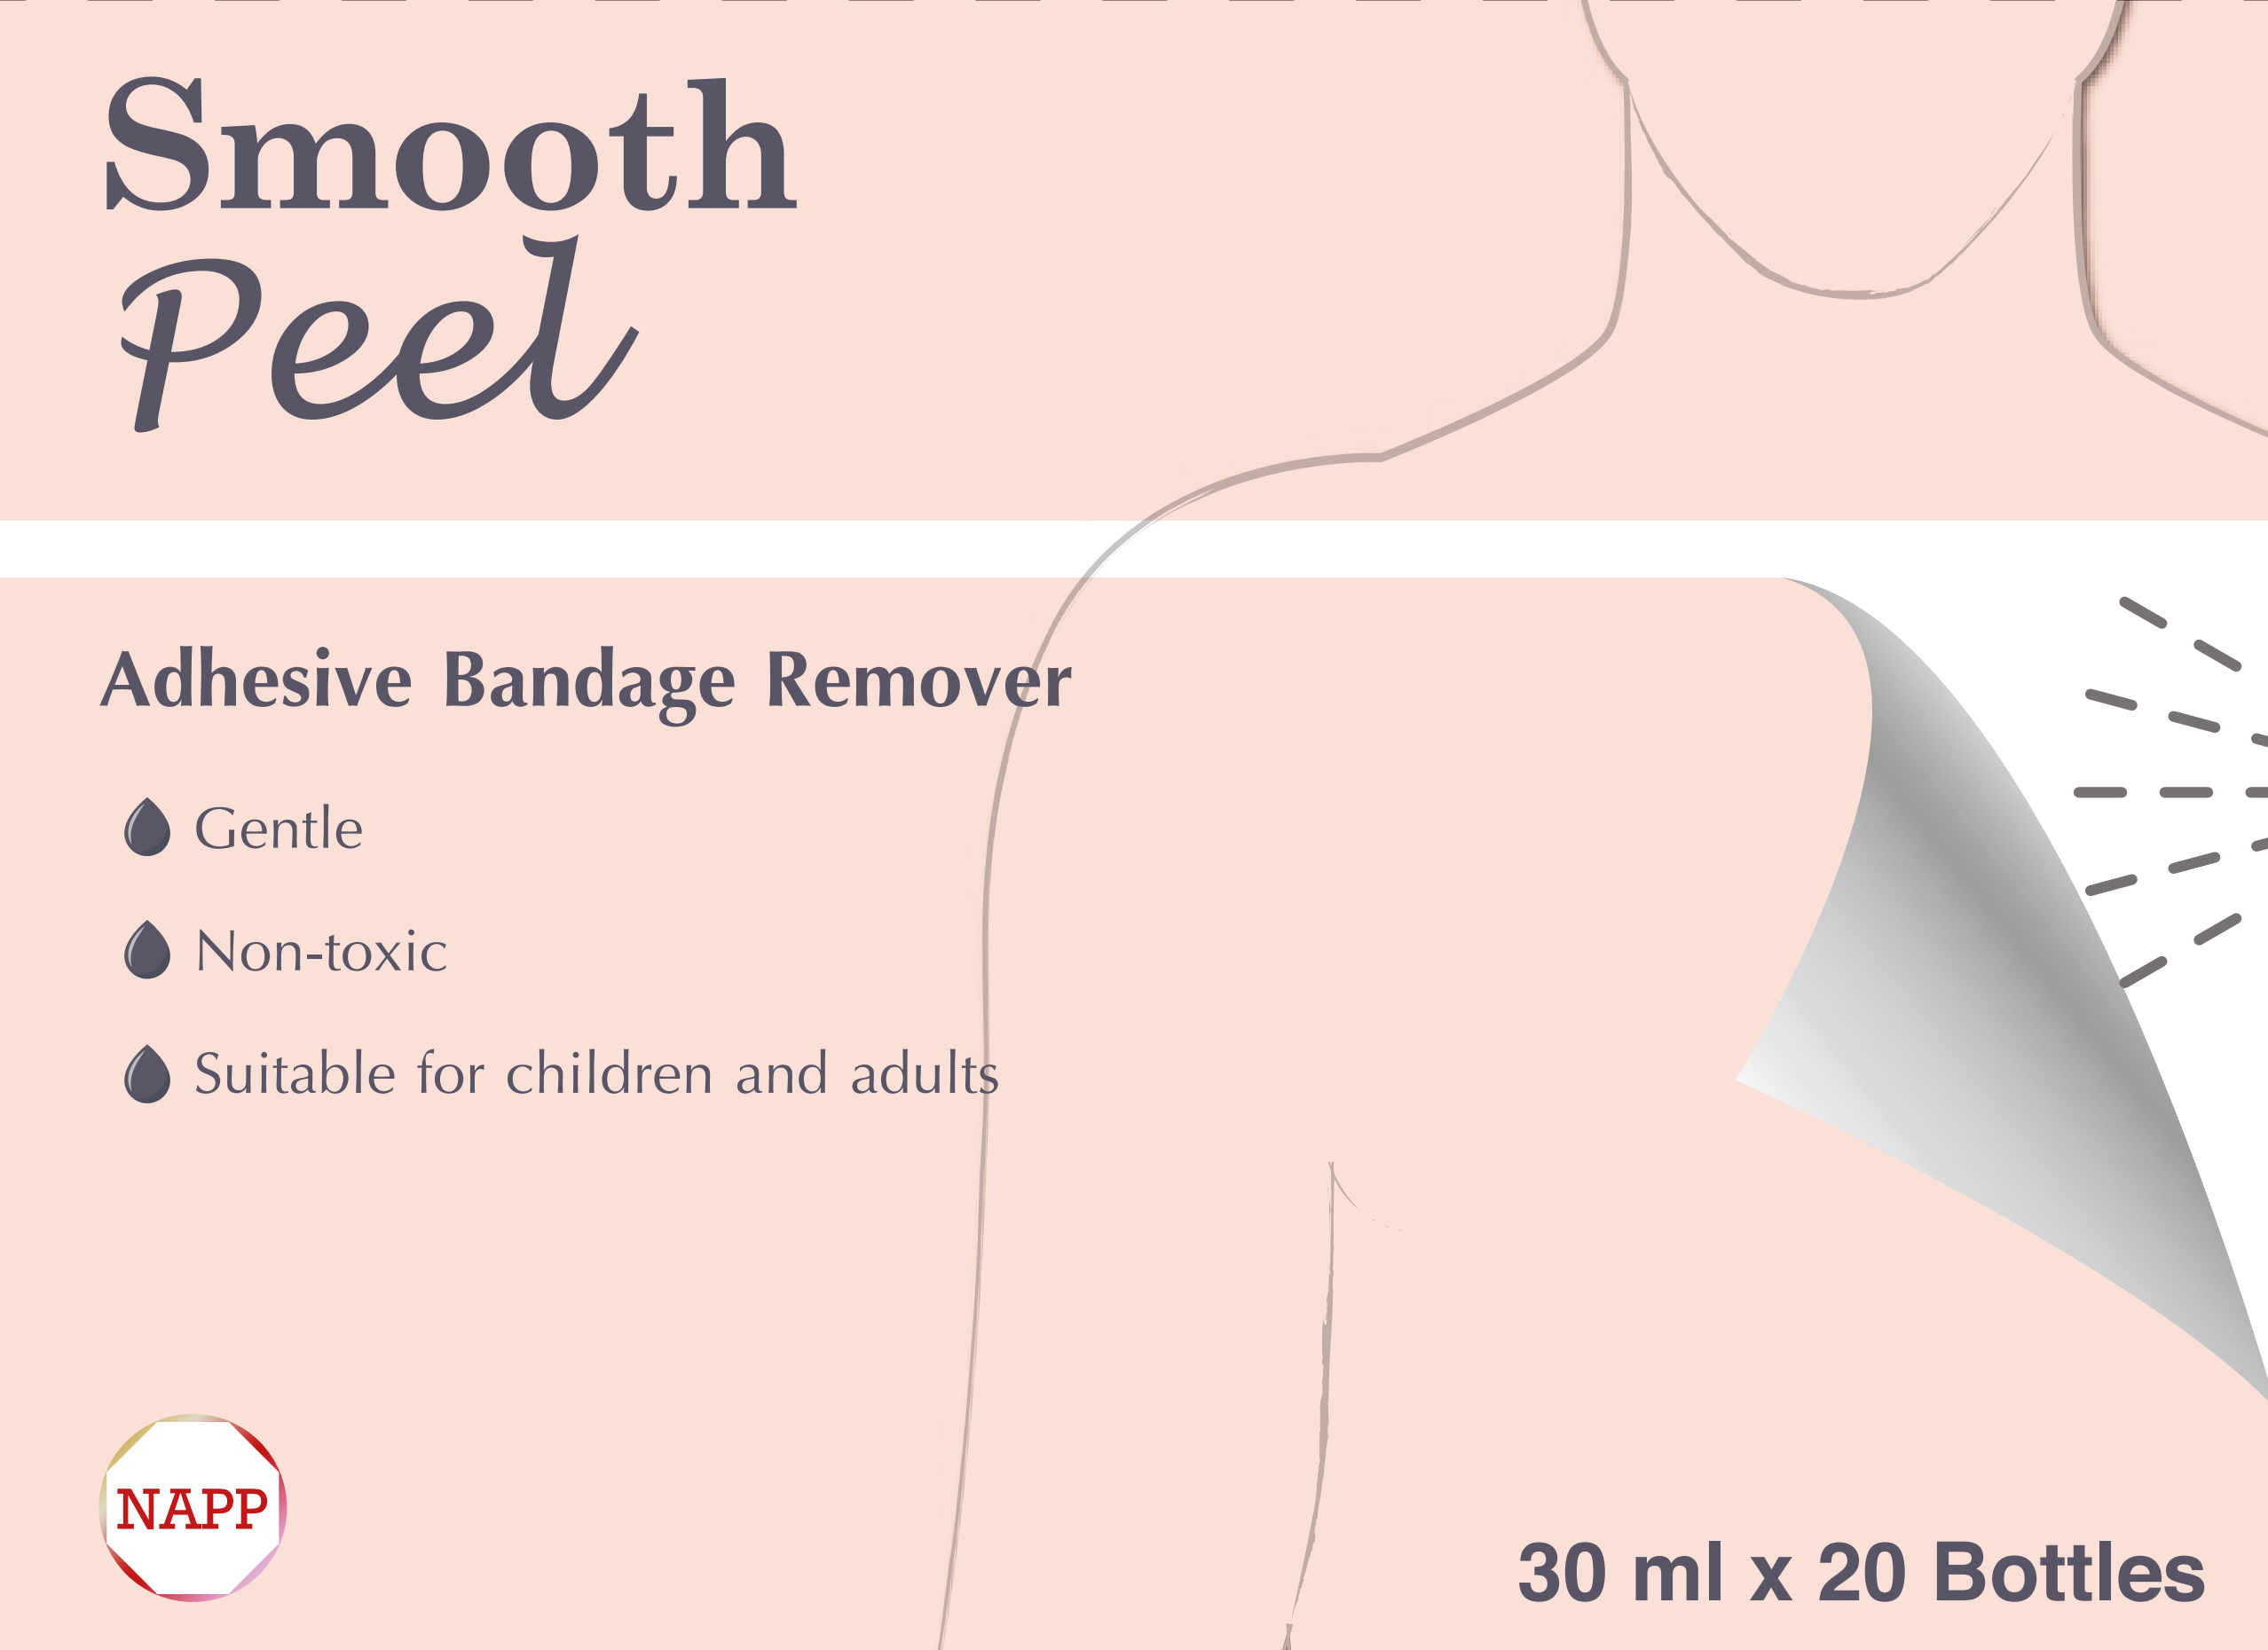 Smooth
Peel
Adhesive Bandage Remover
Gentle
Non-toxic
Suitable for children and adults
NAPP
30 ml x 20 Bottles